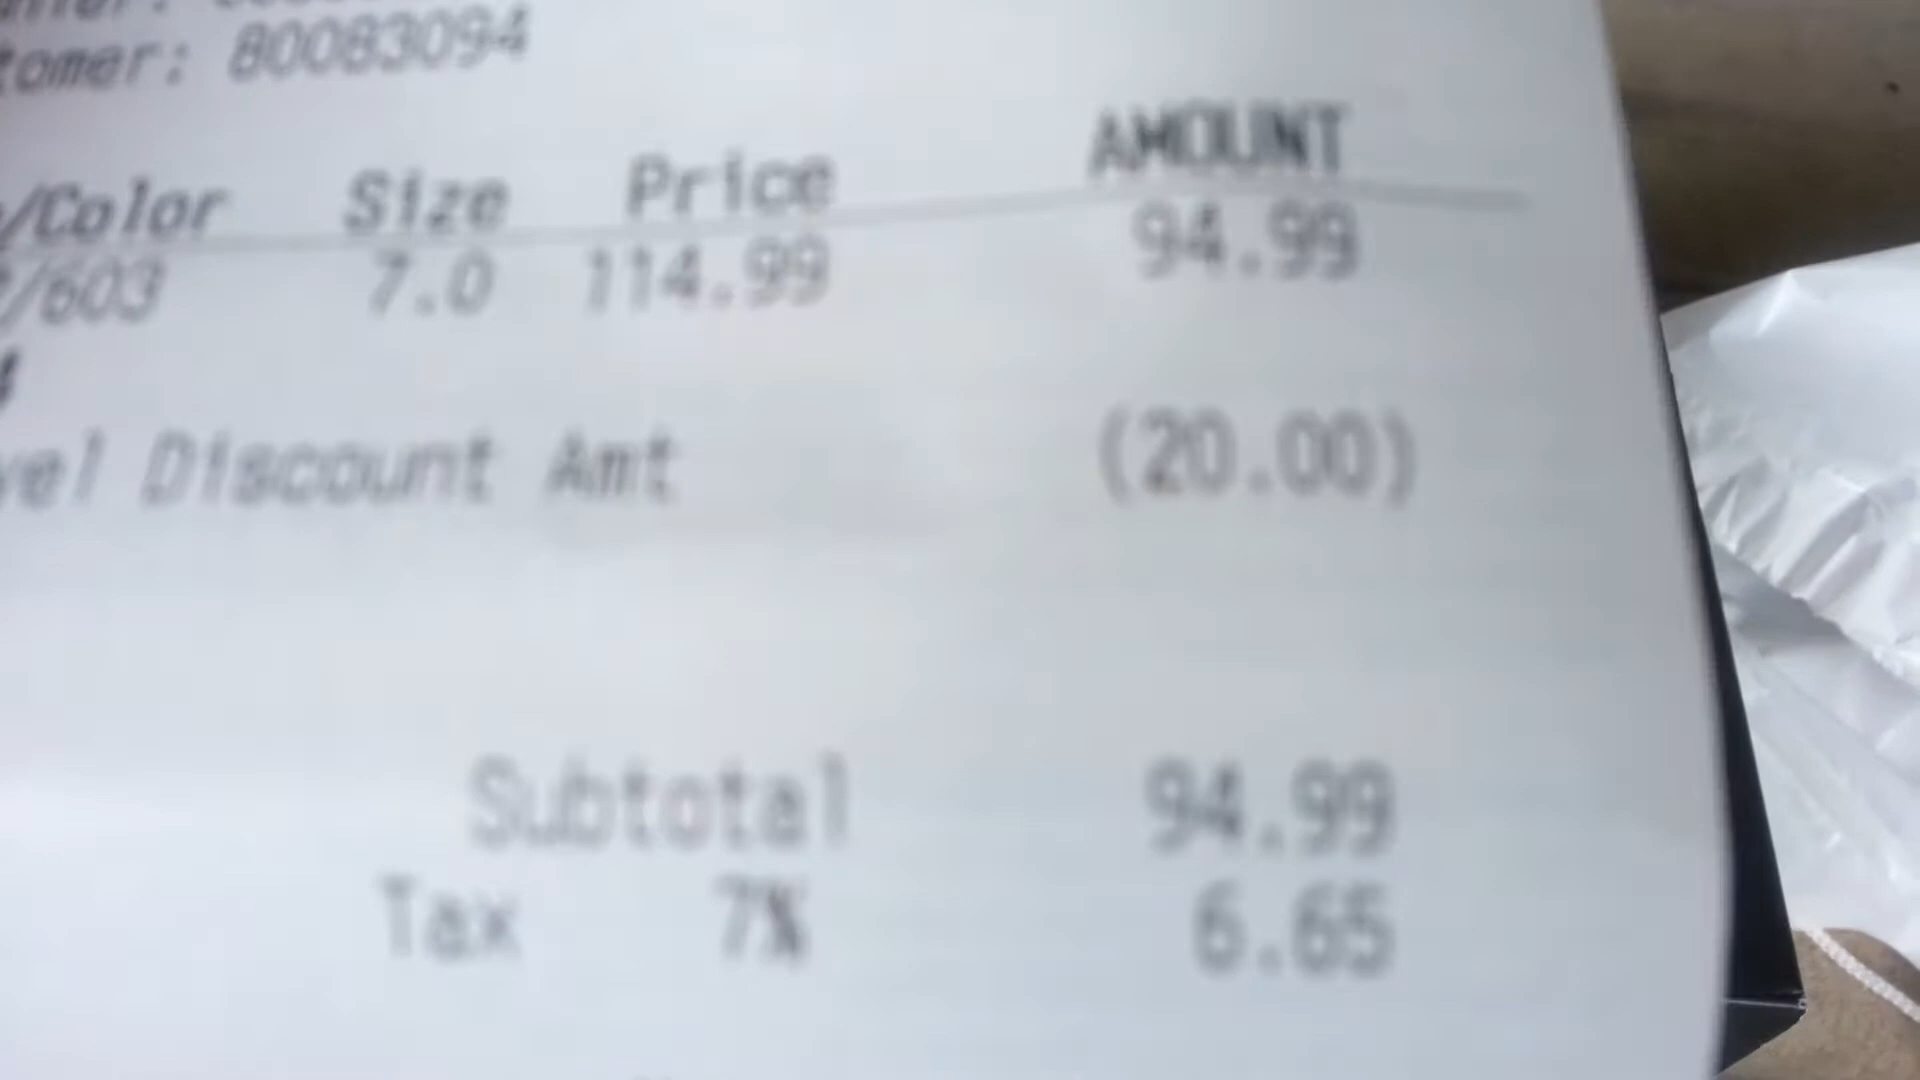 tomer: 80083094
/Color Size Price AMOUNT
/603 7.0 114.99 94.99
vel Discount Amt (20.00)
Subtotal 94.99
Tax 7% 6.65